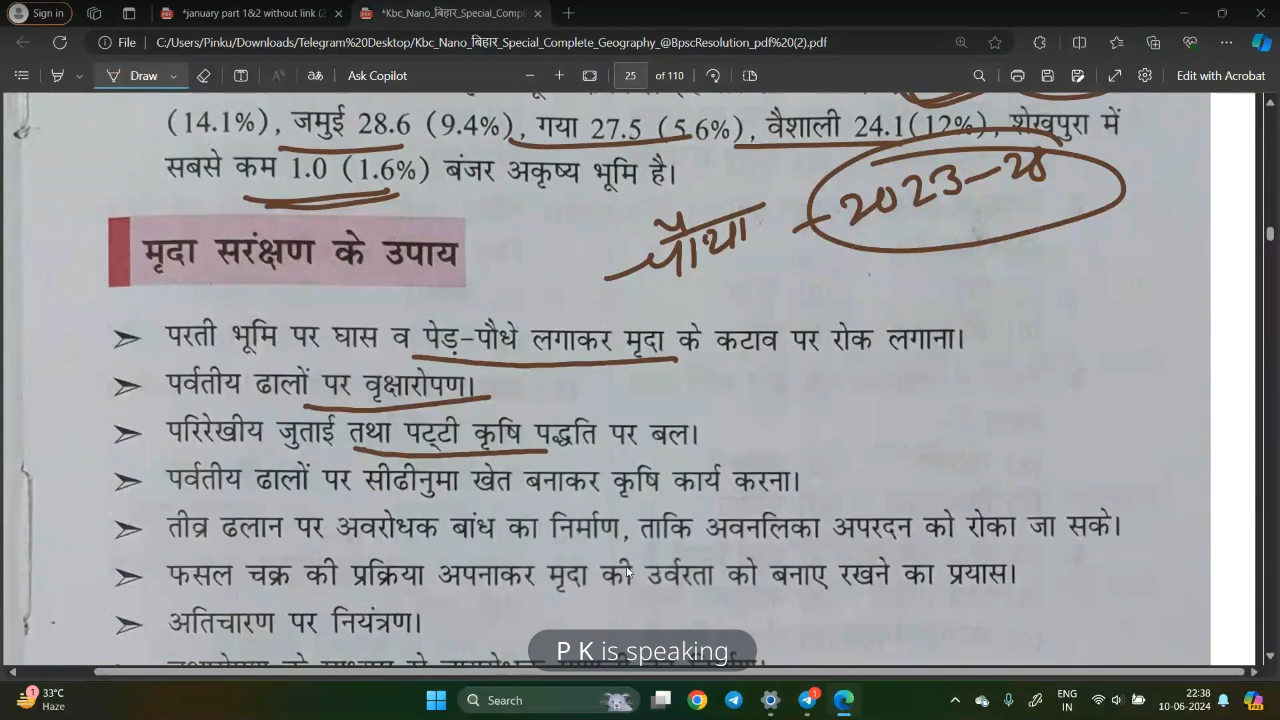 Sign in
*january part 1&2 without link (2
*Kbc_Nano_बिहार_Special_Compl
File C:/Users/Pinku/Downloads/Telegram%20Desktop/Kbc_Nano_बिहार_Special_Complete_Geography_@BpscResolution_pdf%20(2).pdf
Draw Ask Copilot 25 of 110 Edit with Acrobat
(14.1%), जमुई 28.6 (9.4%), गया 27.5 (5.6%), वैशाली 24.1(12%), शेखपुरा में
सबसे कम 1.0 (1.6%) बंजर अकृष्य भूमि है।
चौथा - 2023-28
मृदा सरंक्षण के उपाय
➢ परती भूमि पर घास व पेड़-पौधे लगाकर मृदा के कटाव पर रोक लगाना।
➢ पर्वतीय ढालों पर वृक्षारोपण।
➢ परिरेखीय जुताई तथा पट्टी कृषि पद्धति पर बल।
➢ पर्वतीय ढालों पर सीढीनुमा खेत बनाकर कृषि कार्य करना।
➢ तीव्र ढलान पर अवरोधक बांध का निर्माण, ताकि अवनलिका अपरदन को रोका जा सके।
➢ फसल चक्र की प्रक्रिया अपनाकर मृदा की उर्वरता को बनाए रखने का प्रयास।
➢ अतिचारण पर नियंत्रण।
P K is speaking
33°C
Haze
1
Search
1
ENG
IN
22:38
10-06-2024